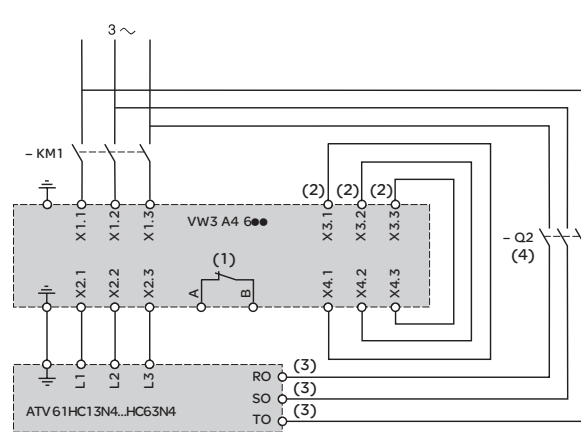 3 ~
– KM1
(2) (2) (2)
X1.1 X1.2 X1.3 VW3 A4 6●● X3.1 X3.2 X3.3
– Q2
(4)
(1)
X2.1 X2.2 X2.3 A B X4.1 X4.2 X4.3
L1 L2 L3
RO (3)
SO (3)
ATV 61HC13N4...HC63N4
TO (3)